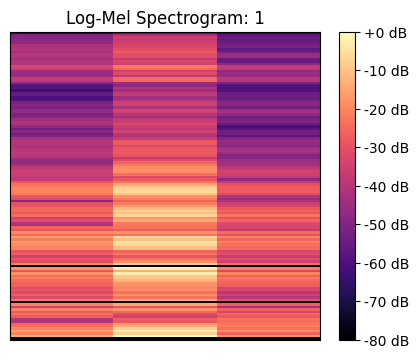 Log-Mel Spectrogram: 1
+0 dB
-10 dB
-20 dB
-30 dB
-40 dB
-50 dB
-60 dB
-70 dB
-80 dB